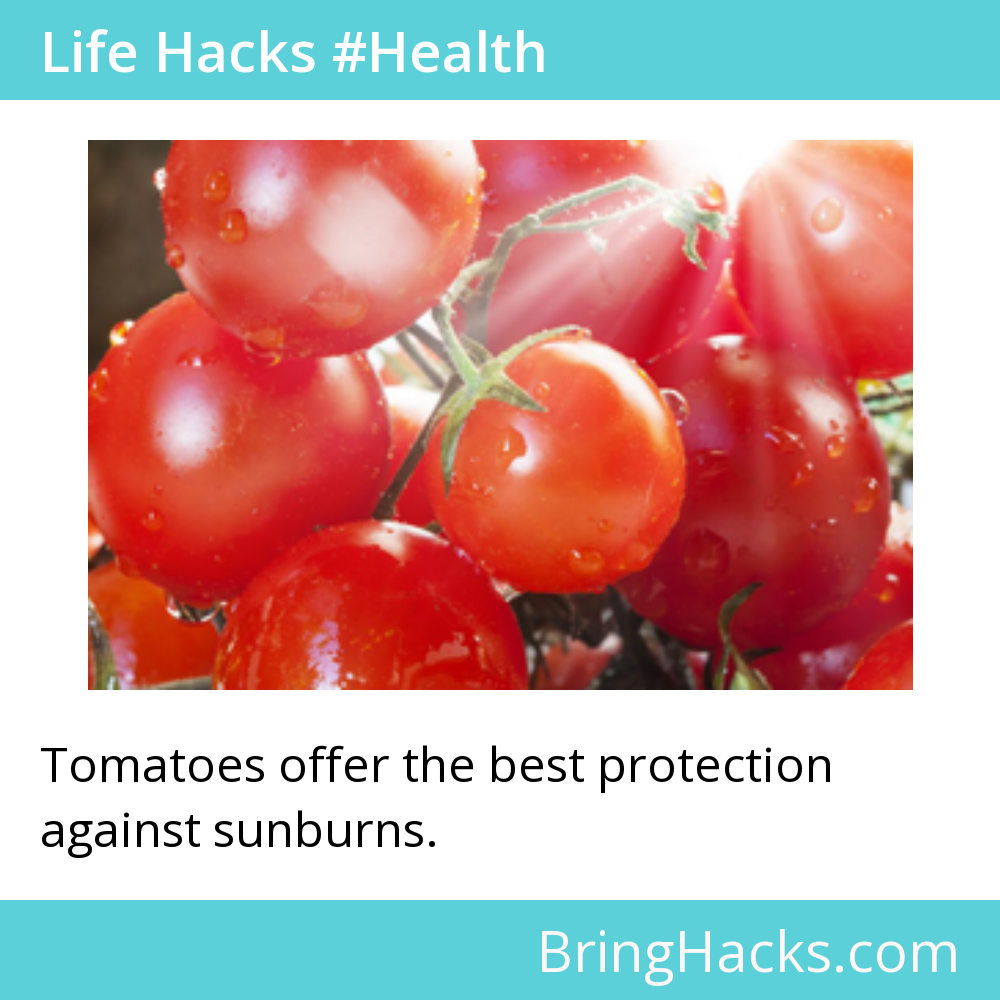 Life Hacks #Health
Tomatoes offer the best protection
against sunburns.
BringHacks.com